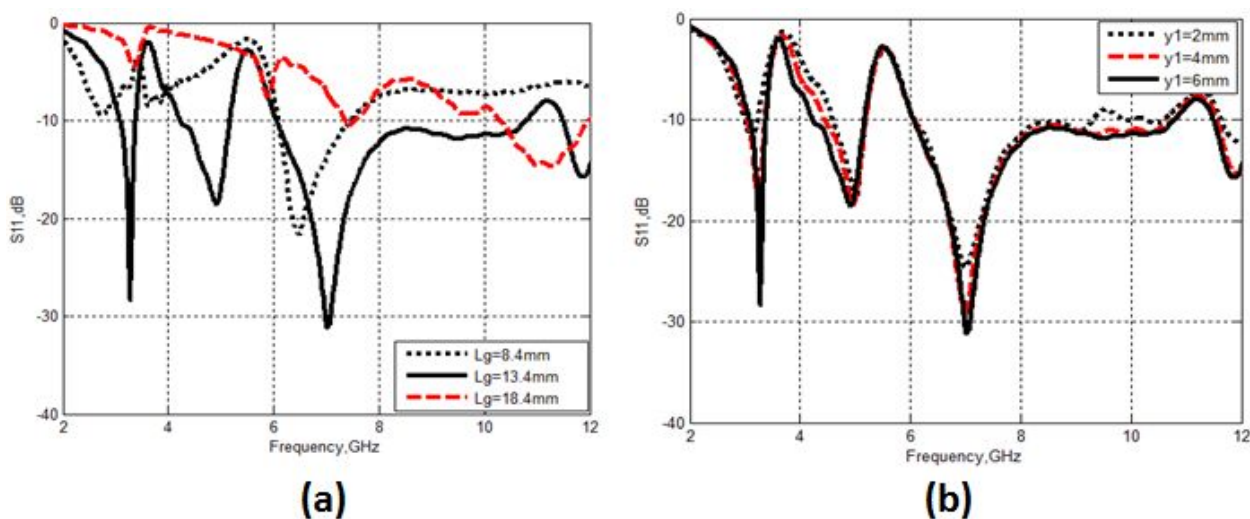 0
-10
-20
-30
-40
S11,dB
2
4
6
8
10
12
Frequency,GHz
Lg=8.4mm
Lg=13.4mm
Lg=18.4mm
(a)
0
-10
-20
-30
-40
S11,dB
2
4
6
8
10
12
Frequency,GHz
y1=2mm
y1=4mm
y1=6mm
(b)